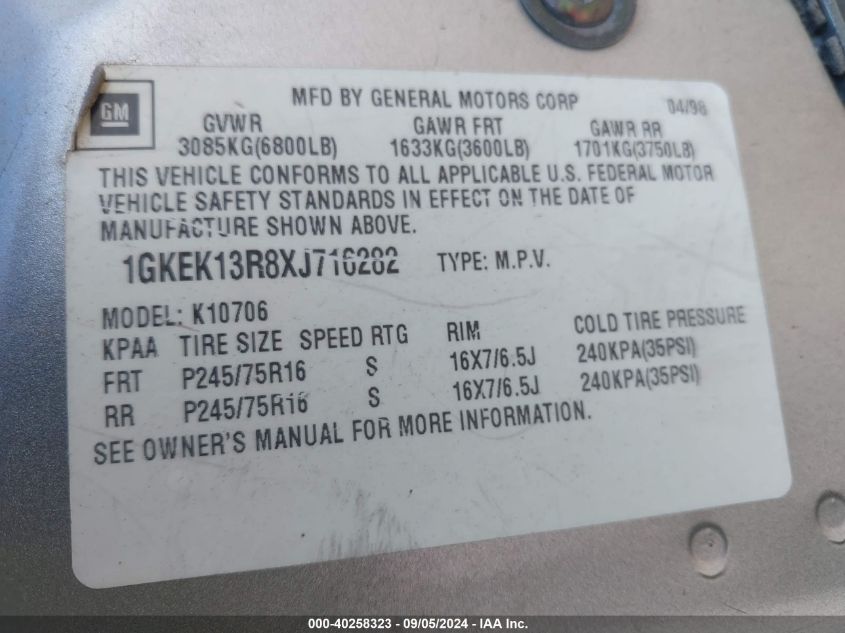 GM
MFD BY GENERAL MOTORS CORP 04/98
GVWR GAWR FRT GAWR RR
3085KG(6800LB) 1633KG(3600LB) 1701KG(3750LB)
THIS VEHICLE CONFORMS TO ALL APPLICABLE U.S. FEDERAL MOTOR
VEHICLE SAFETY STANDARDS IN EFFECT ON THE DATE OF
MANUFACTURE SHOWN ABOVE.
1GKEK13R8XJ716282 TYPE: M.P.V.
MODEL: K10706
KPAA TIRE SIZE SPEED RTG RIM COLD TIRE PRESSURE
FRT P245/75R16 S 16X7/6.5J 240KPA(35PSI)
RR P245/75R16 S 16X7/6.5J 240KPA(35PSI)
SEE OWNER'S MANUAL FOR MORE INFORMATION.
000-40258323 - 09/05/2024 - IAA Inc.